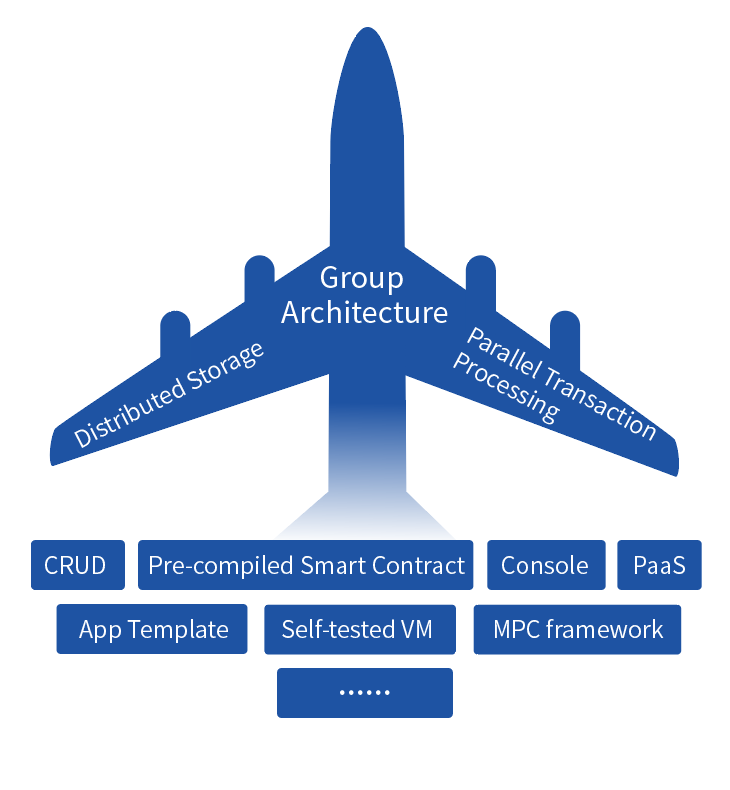 Group
Architecture
Distributed Storage
Parallel Transaction
Processing
CRUD
Pre-compiled Smart Contract
Console
PaaS
App Template
Self-tested VM
MPC framework
······